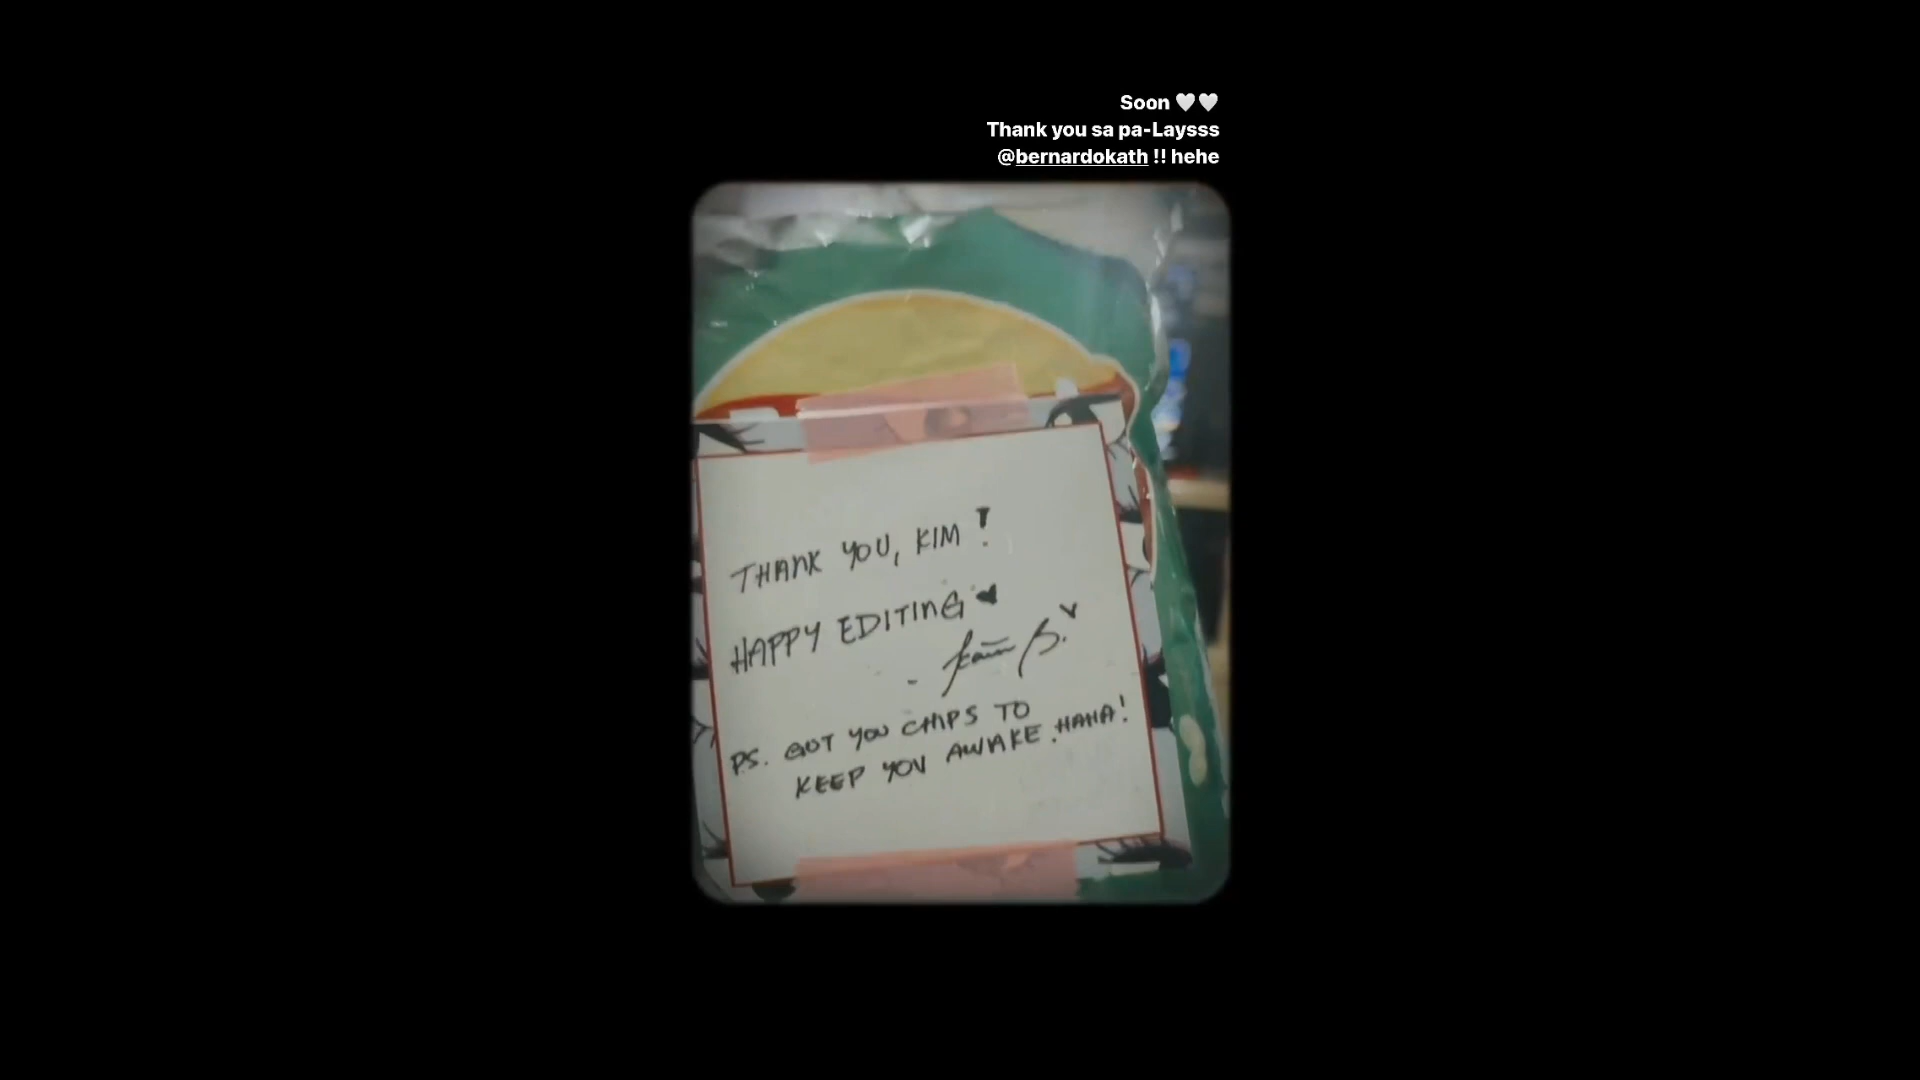 Soon 🤍🤍
Thank you sa pa-Laysss
@bernardokath !! hehe
THANK YOU, KIM!
HAPPY EDITING ♥
PS. GOT YOU CHIPS TO
KEEP YOU AWAKE. HAHA!